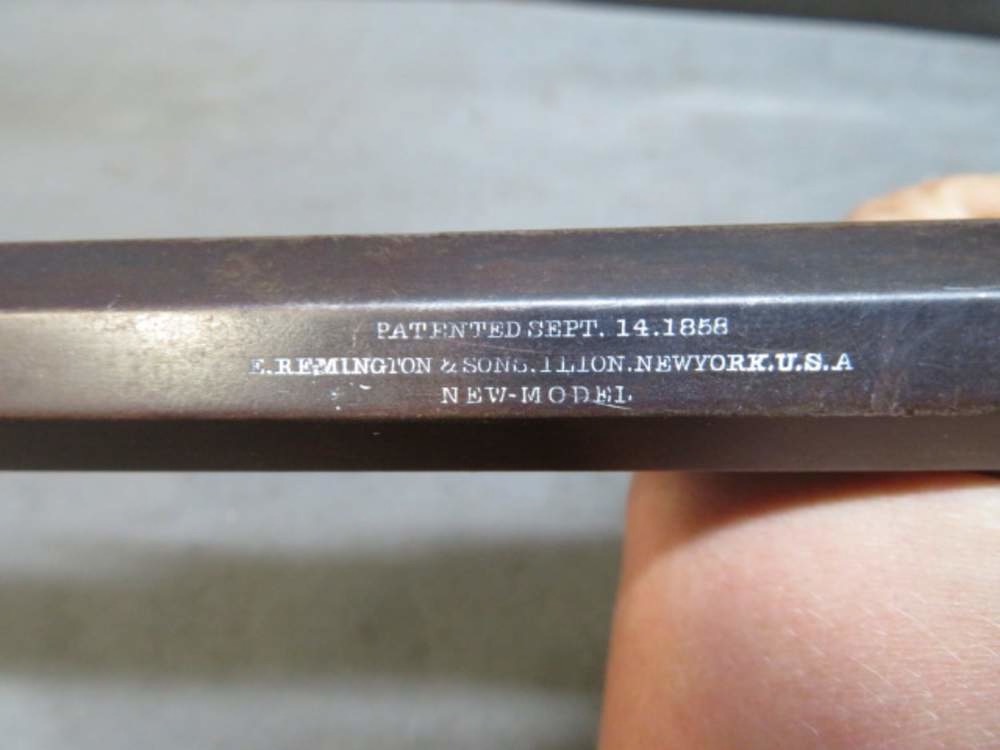 PATENTED SEPT. 14.1858
E.REMINGTON & SONS.ILION.NEWYORK.U.S.A
NEW-MODEL